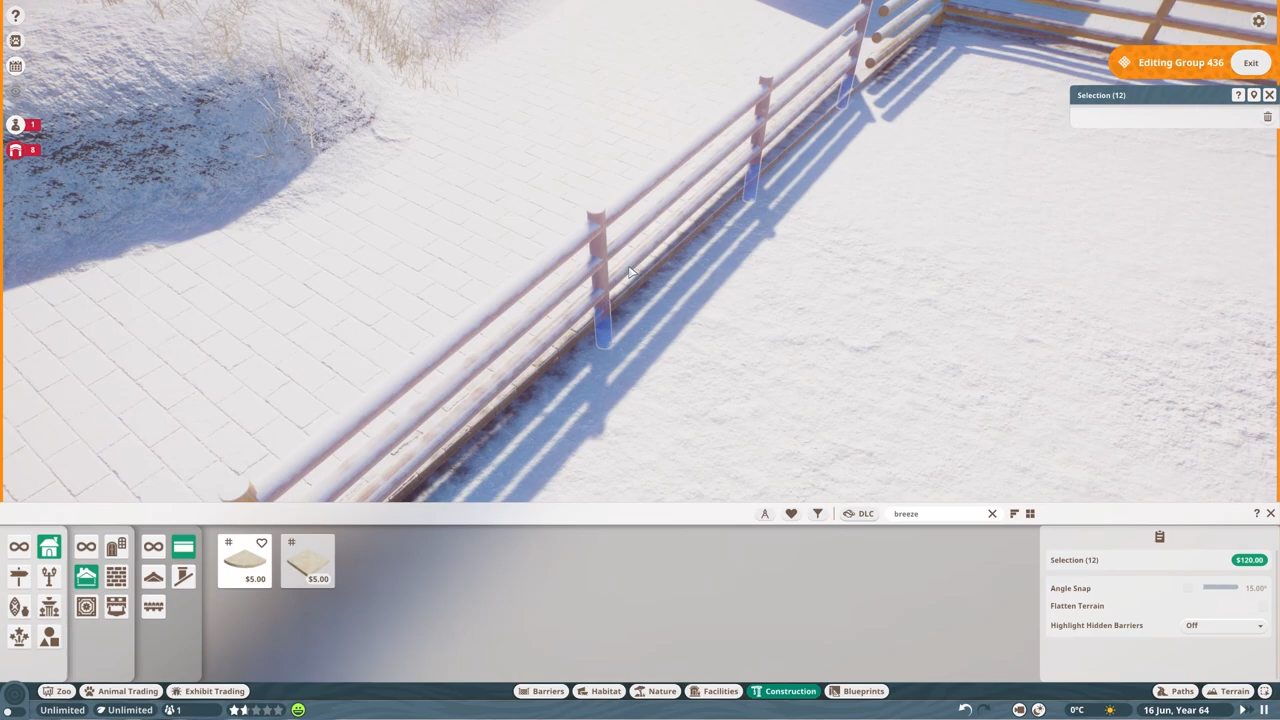 ?
Editing Group 436
Exit
Selection (12)
?
1
8
DLC
breeze
?
$5.00
$5.00
Selection (12)
$120.00
Angle Snap
15.00°
Flatten Terrain
Highlight Hidden Barriers
Off
Zoo
Animal Trading
Exhibit Trading
Barriers
Habitat
Nature
Facilities
Construction
Blueprints
Paths
Terrain
Unlimited
Unlimited
1
0°C
16 Jun, Year 64